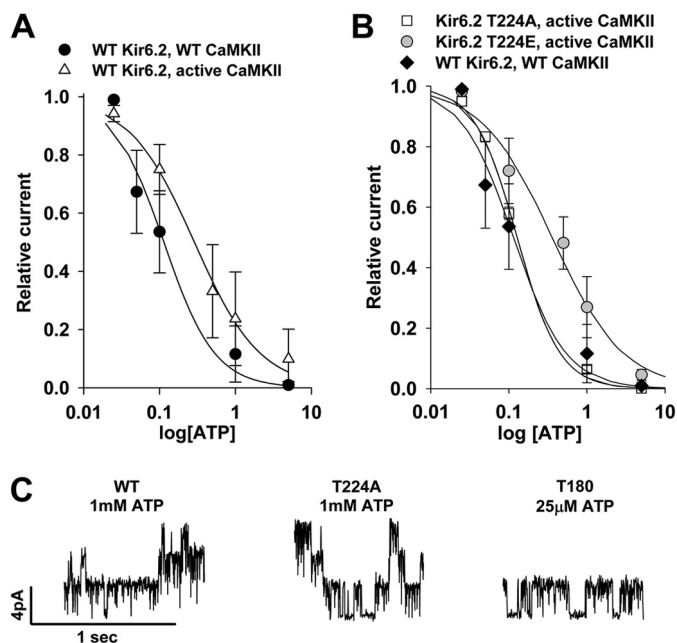 A
WT Kir6.2, WT CaMKII
WT Kir6.2, active CaMKII
Relative current
1.0
0.8
0.6
0.4
0.2
0.0
0.01
0.1
1
10
log[ATP]
B
Kir6.2 T224A, active CaMKII
Kir6.2 T224E, active CaMKII
WT Kir6.2, WT CaMKII
Relative current
1.0
0.8
0.6
0.4
0.2
0.0
0.01
0.1
1
10
log [ATP]
C
WT
1mM ATP
T224A
1mM ATP
T180
25μM ATP
4pA
1 sec